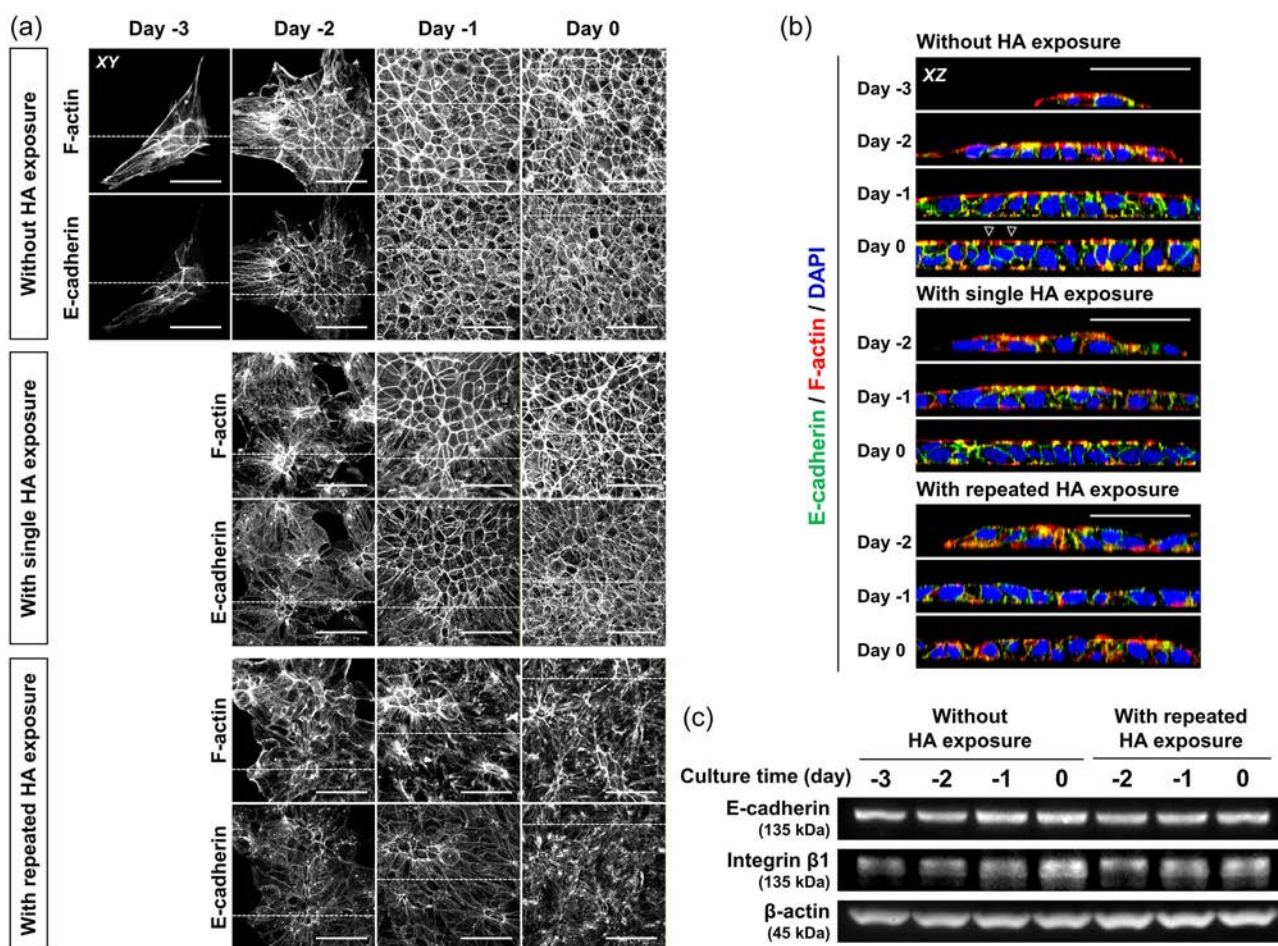 (a)
Day -3 Day -2 Day -1 Day 0
Without HA exposure
F-actin
XY
E-cadherin
With single HA exposure
F-actin
E-cadherin
With repeated HA exposure
F-actin
E-cadherin
(b)
E-cadherin / F-actin / DAPI
Without HA exposure
XZ
Day -3
Day -2
Day -1
Day 0
With single HA exposure
Day -2
Day -1
Day 0
With repeated HA exposure
Day -2
Day -1
Day 0
(c)
Without
HA exposure
With repeated
HA exposure
Culture time (day) -3 -2 -1 0 -2 -1 0
E-cadherin
(135 kDa)
Integrin β1
(135 kDa)
β-actin
(45 kDa)